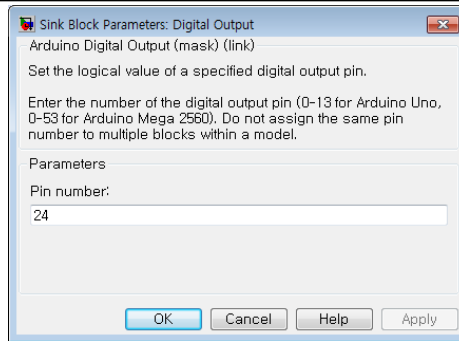 Sink Block Parameters: Digital Output
Arduino Digital Output (mask) (link)
Set the logical value of a specified digital output pin.
Enter the number of the digital output pin (0-13 for Arduino Uno,
0-53 for Arduino Mega 2560). Do not assign the same pin
number to multiple blocks within a model.
Parameters
Pin number:
24
OK Cancel Help Apply